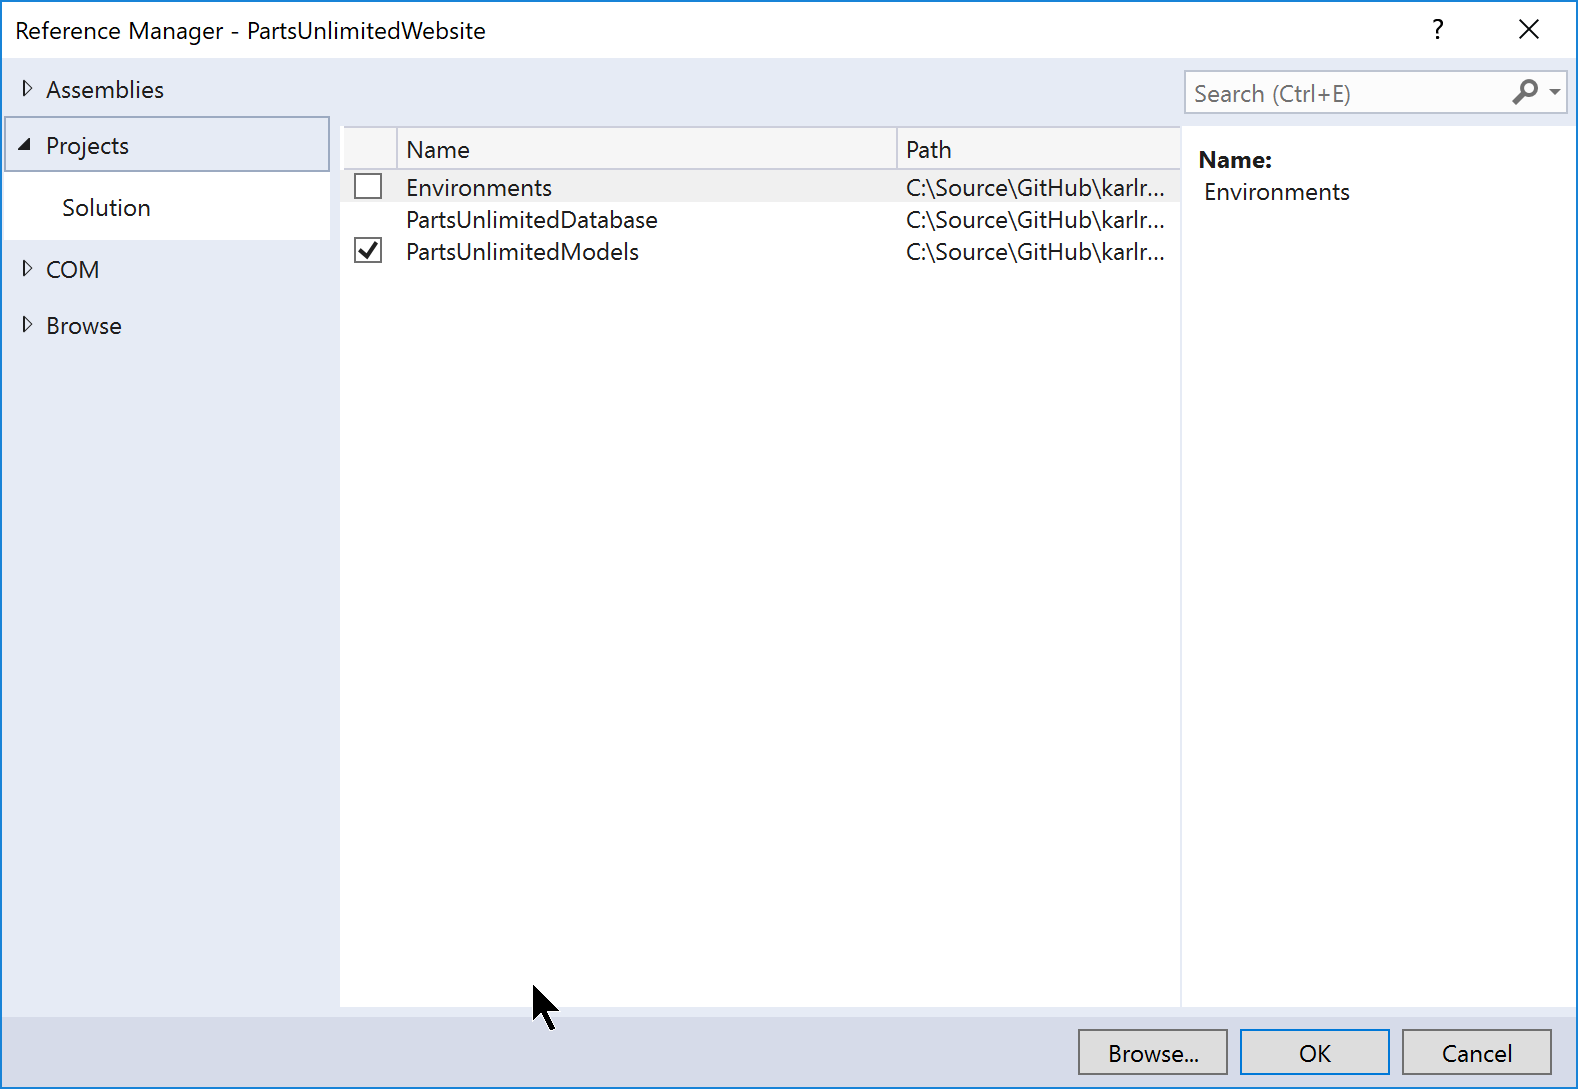 Reference Manager - PartsUnlimitedWebsite ?
Assemblies
Search (Ctrl+E)
Projects
Solution
COM
Browse
Name Path
Environments C:\Source\GitHub\karlr...
PartsUnlimitedDatabase C:\Source\GitHub\karlr...
PartsUnlimitedModels C:\Source\GitHub\karlr...
Name:
Environments
Browse... OK Cancel